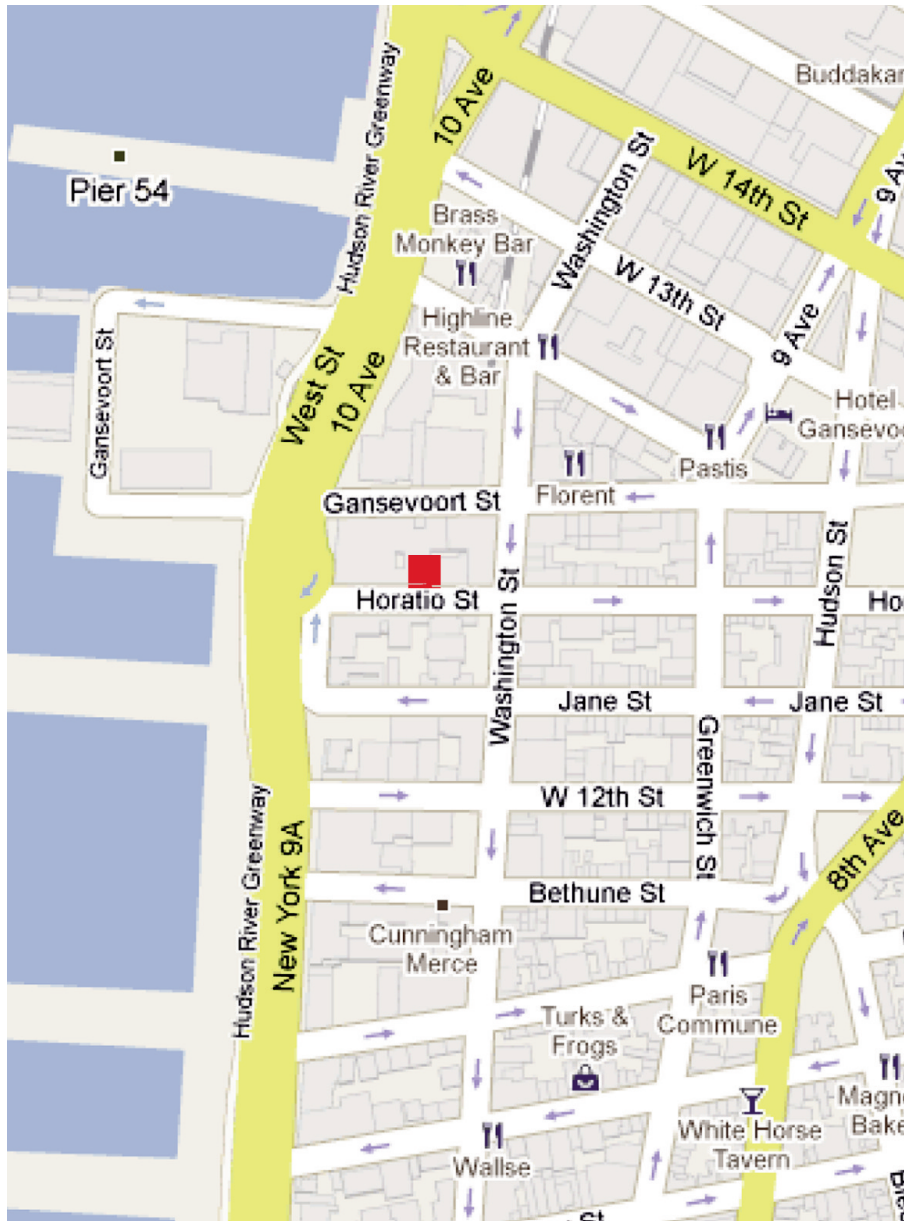 Buddakan
10 Ave
Hudson River Greenway
W 14th St
9 Av
Pier 54
Washington St
Brass
Monkey Bar
W 13th St
Highline
Restaurant
& Bar
9 Ave
Gansevoort St
West St
10 Ave
Hotel
Gansevoo
Pastis
Florent
Gansevoort St
Hudson St
Horatio St
Ho
Washington St
Jane St
Jane St
Greenwich St
W 12th St
Hudson River Greenway
New York 9A
8th Ave
Bethune St
Cunningham
Merce
Paris
Commune
Turks &
Frogs
Magn
Bake
White Horse
Tavern
Wallse
St